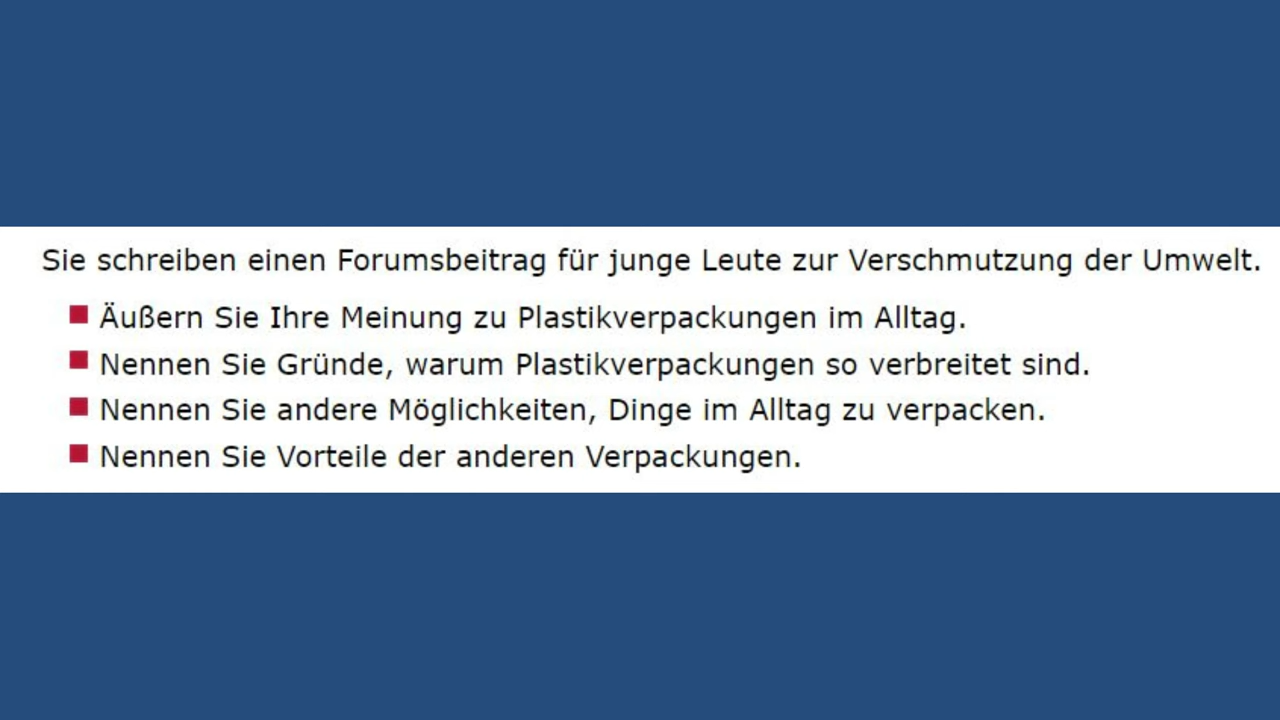 Sie schreiben einen Forumsbeitrag für junge Leute zur Verschmutzung der Umwelt.
Äußern Sie Ihre Meinung zu Plastikverpackungen im Alltag.
Nennen Sie Gründe, warum Plastikverpackungen so verbreitet sind.
Nennen Sie andere Möglichkeiten, Dinge im Alltag zu verpacken.
Nennen Sie Vorteile der anderen Verpackungen.